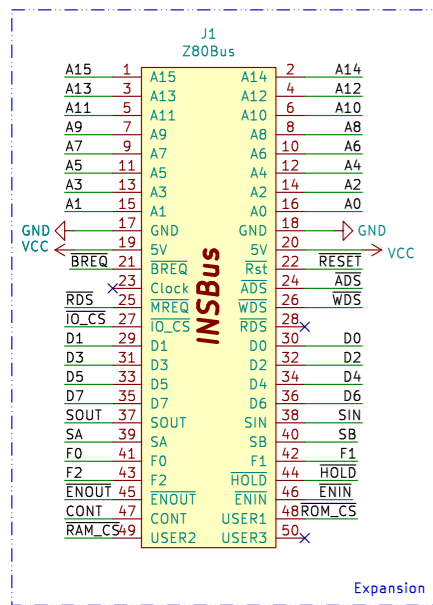 J1
Z80Bus
A15 1 A15 A14 2 A14
A13 3 A13 A12 4 A12
A11 5 A11 A10 6 A10
A9 7 A9 A8 8 A8
A7 9 A7 A6 10 A6
A5 11 A5 A4 12 A4
A3 13 A3 A2 14 A2
A1 15 A1 A0 16 A0
GND 17 GND GND 18 GND
VCC 19 5V 5V 20 VCC
BREQ 21 BREQ Rst 22 RESET
23 Clock ADS 24 ADS
RDS 25 MREQ WDS 26 WDS
IO_CS 27 IO_CS RDS 28
D1 29 D1 D0 30 D0
D3 31 D3 D2 32 D2
D5 33 D5 D4 34 D4
D7 35 D7 D6 36 D6
SOUT 37 SOUT SIN 38 SIN
SA 39 SA SB 40 SB
F0 41 F0 F1 42 F1
F2 43 F2 HOLD 44 HOLD
ENOUT 45 ENOUT ENIN 46 ENIN
CONT 47 CONT USER1 48 ROM_CS
RAM_CS 49 USER2 USER3 50
INSBus
Expansion